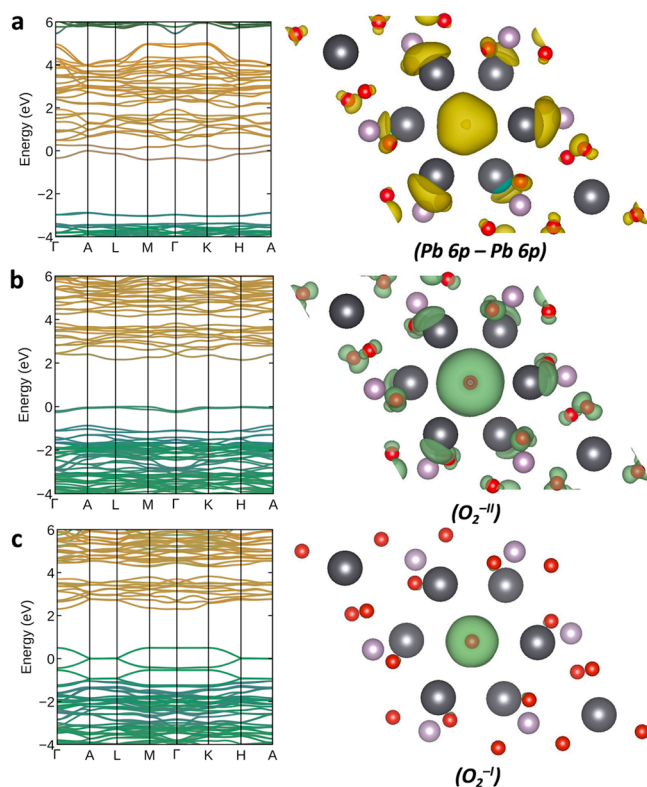 a
6
4
2
0
−2
−4
Energy (eV)
Γ A L M Γ K H A
(Pb 6p – Pb 6p)
b
6
4
2
0
−2
−4
Energy (eV)
Γ A L M Γ K H A
(O₂⁻ᴵᴵ)
c
6
4
2
0
−2
−4
Energy (eV)
Γ A L M Γ K H A
(O₂⁻ᴵ)